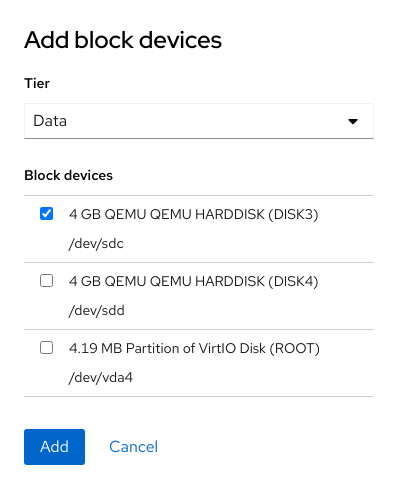 Add block devices
Tier
Data
Block devices
4 GB QEMU QEMU HARDDISK (DISK3)
/dev/sdc
4 GB QEMU QEMU HARDDISK (DISK4)
/dev/sdd
4.19 MB Partition of VirtIO Disk (ROOT)
/dev/vda4
Add Cancel